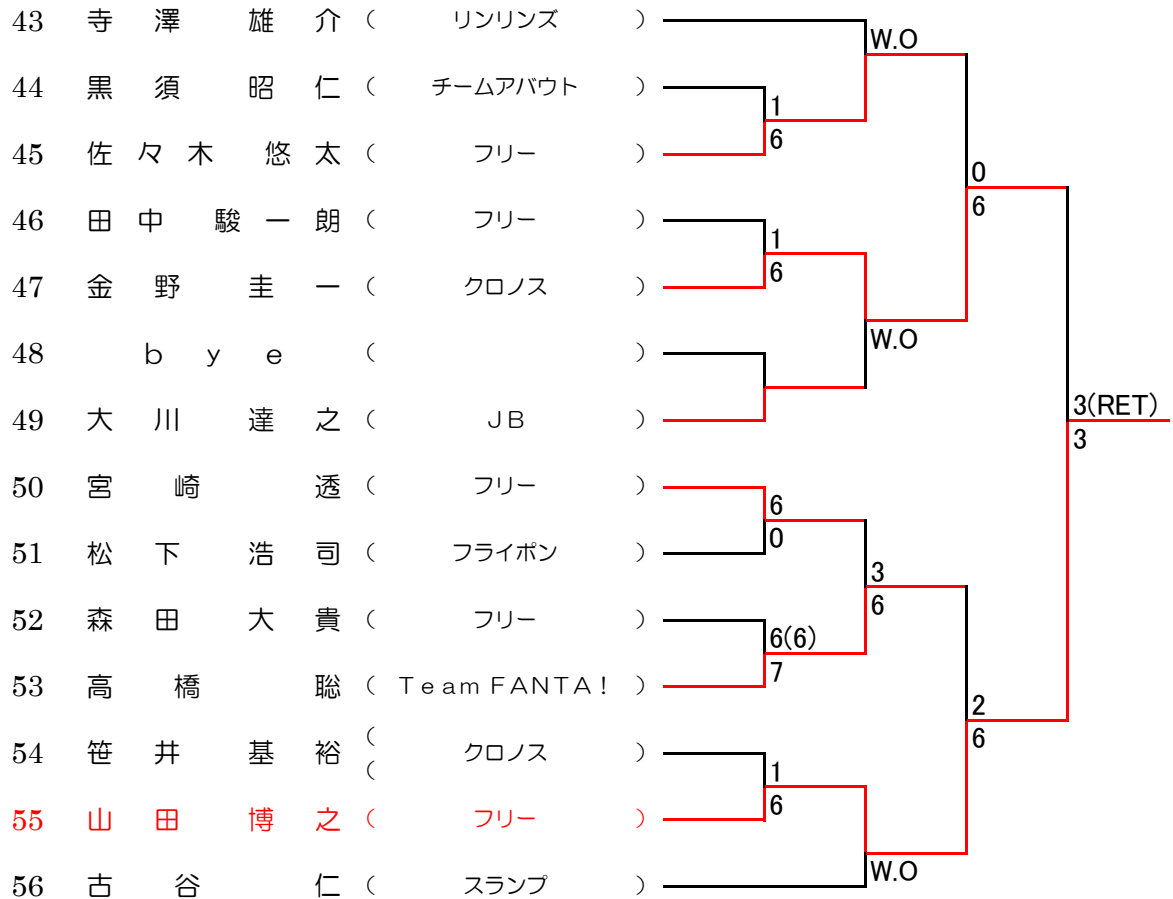 43 寺澤 雄介 ( リンリンズ ) W.O
44 黒須 昭仁 ( チームアバウト ) 1
6
45 佐々木 悠太 ( フリー ) 0
6
46 田中 駿一朗 ( フリー ) 1
6
47 金野 圭一 ( クロノス )
W.O
48 bye ( )
49 大川 達之 ( JB ) 3(RET)
3
50 宮崎 透 ( フリー ) 6
0
51 松下 浩司 ( フライポン ) 3
6
52 森田 大貴 ( フリー ) 6(6)
7
53 高橋 聡 ( Team FANTA! ) 2
6
54 笹井 基裕 ( ( クロノス ) 1
6
55 山田 博之 ( フリー )
W.O
56 古谷 仁 ( スランプ )